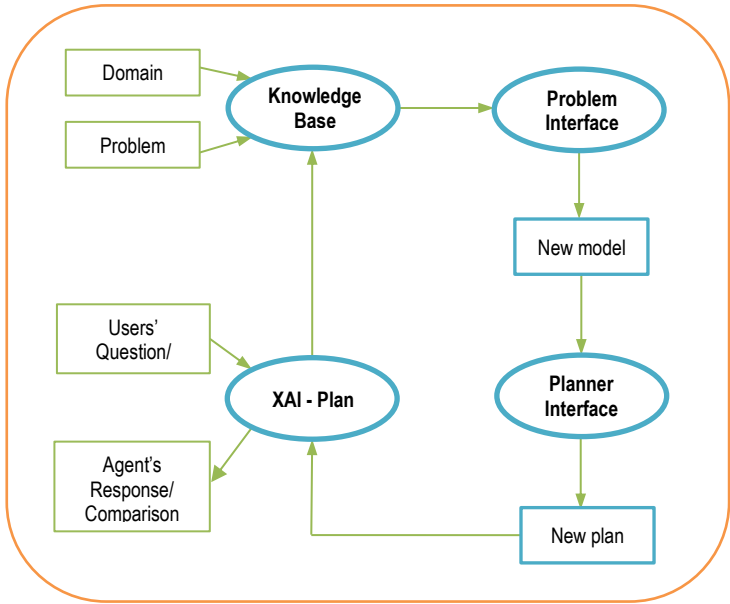 Domain
Knowledge
Base
Problem
Interface
Problem
New model
Users’
Question/
XAI - Plan
Planner
Interface
Agent’s
Response/
Comparison
New plan